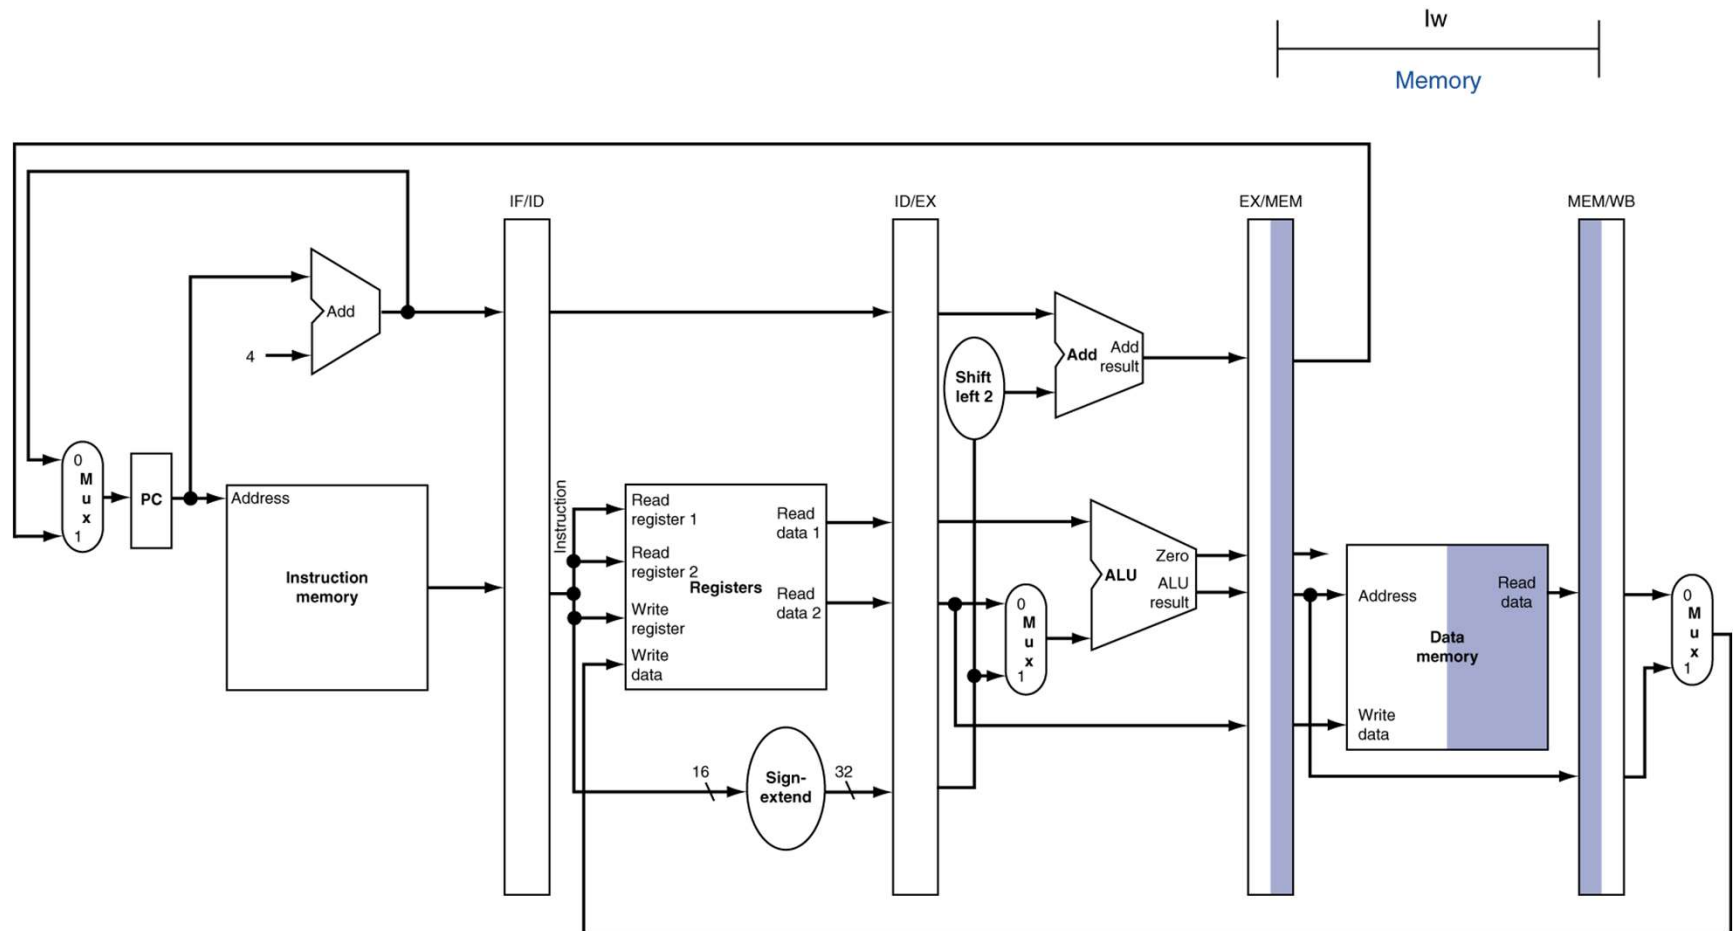 lw
Memory
IF/ID
ID/EX
EX/MEM
MEM/WB
Add
4
Shift
left 2
Add
Add
result
0
M
u
x
1
PC
Address
Instruction
memory
Instruction
Read
register 1
Read
register 2
Write
register
Write
data
Registers
Read
data 1
Read
data 2
0
M
u
x
1
ALU
Zero
ALU
result
Address
Write
data
Data
memory
Read
data
0
M
u
x
1
16
Sign-
extend
32